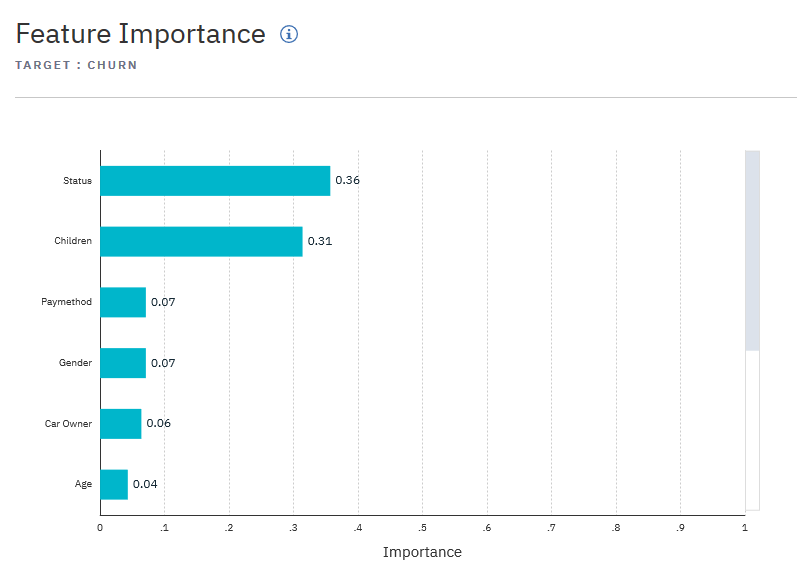 Feature Importance
TARGET : CHURN
Status 0.36
Children 0.31
Paymethod 0.07
Gender 0.07
Car Owner 0.06
Age 0.04
0 .1 .2 .3 .4 .5 .6 .7 .8 .9 1
Importance